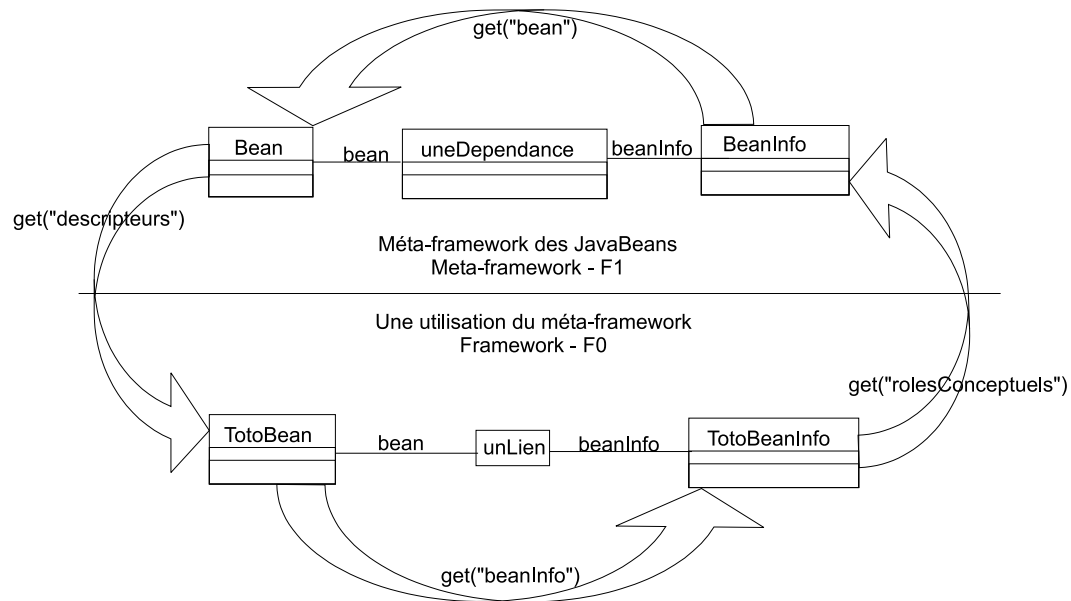 get("bean")
Bean
bean
uneDependance
beanInfo
BeanInfo
get("descripteurs")
Méta-framework des JavaBeans
Meta-framework - F1
Une utilisation du méta-framework
Framework - F0
get("rolesConceptuels")
TotoBean
bean
unLien
beanInfo
TotoBeanInfo
get("beanInfo")